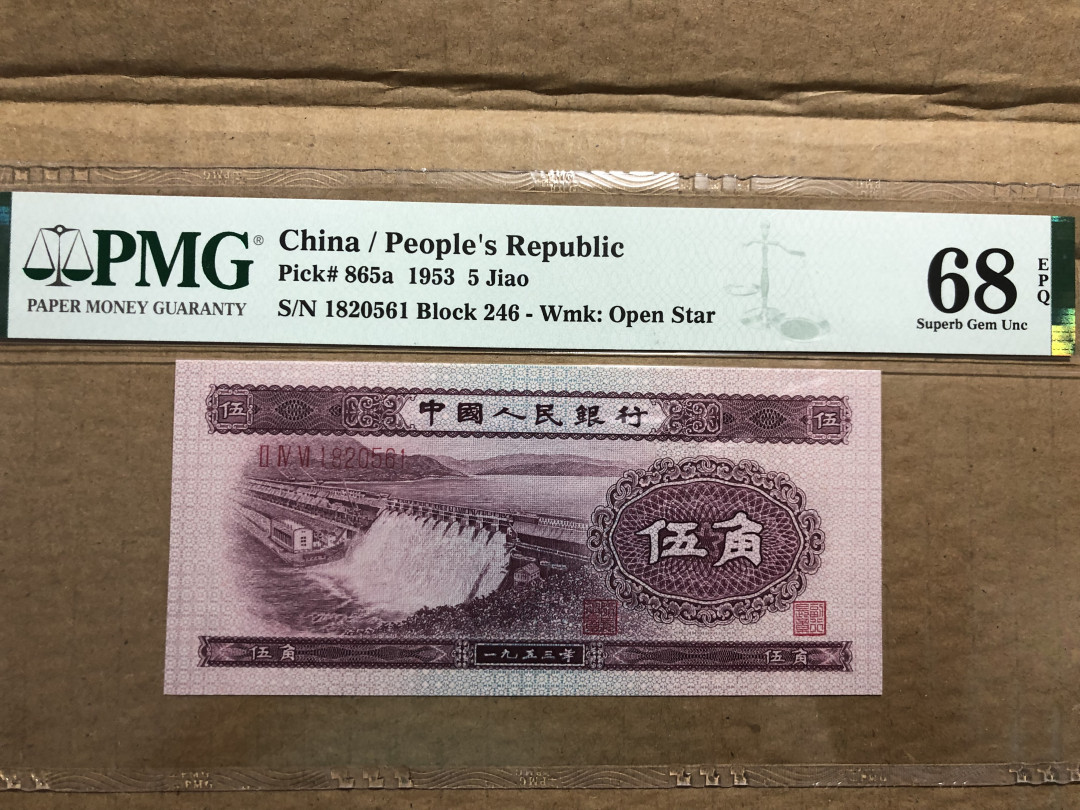 PMG®
PAPER MONEY GUARANTY
China / People's Republic
Pick# 865a 1953 5 Jiao
S/N 1820561 Block 246 - Wmk: Open Star
68
EPQ
Superb Gem Unc
伍 中國人民銀行 伍
II IV VI 1820561
伍角
伍角 一九五三年 伍角